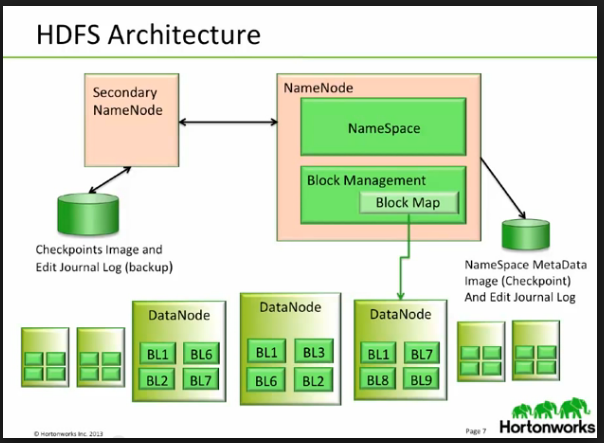 HDFS Architecture
Secondary
NameNode
NameNode
NameSpace
Block Management
Block Map
Checkpoints Image and
Edit Journal Log (backup)
NameSpace MetaData
Image (Checkpoint)
And Edit Journal Log
DataNode
BL1 BL6
BL2 BL7
DataNode
BL1 BL3
BL6 BL2
DataNode
BL1 BL7
BL8 BL9
© Hortonworks Inc. 2013
Page 7
Hortonworks